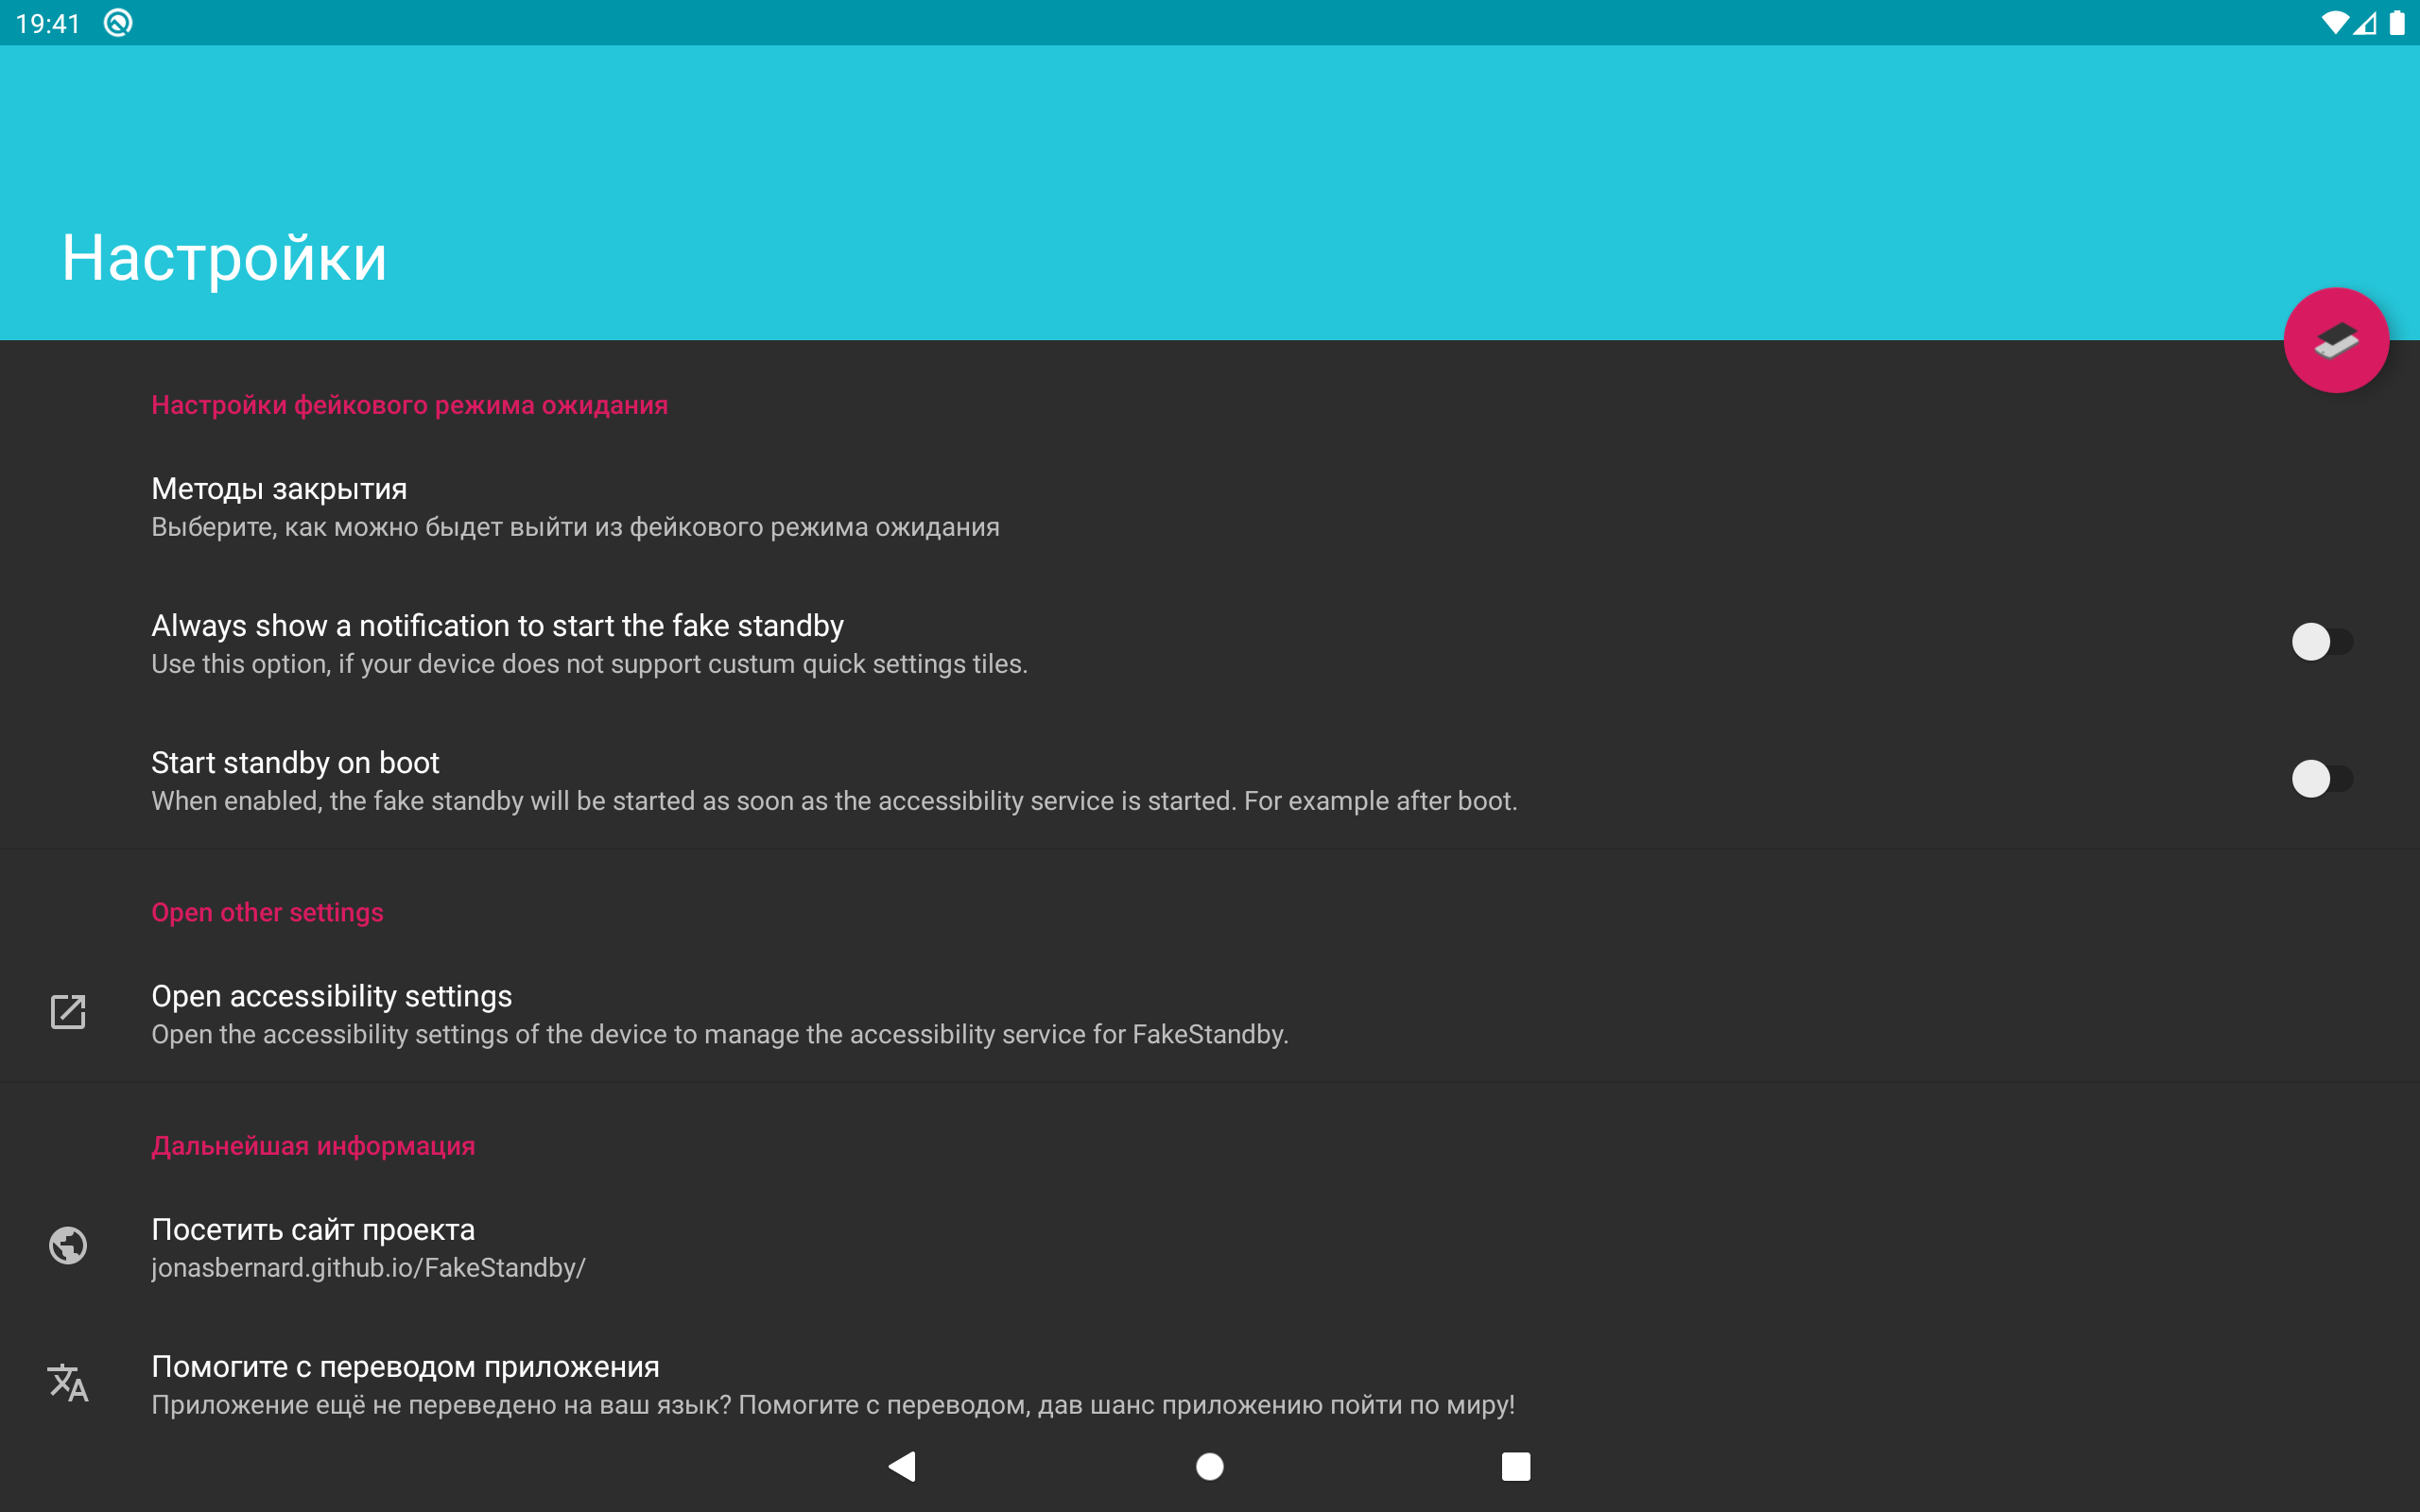 19:41
Настройки
Настройки фейкового режима ожидания
Методы закрытия
Выберите, как можно быдет выйти из фейкового режима ожидания
Always show a notification to start the fake standby
Use this option, if your device does not support custum quick settings tiles.
Start standby on boot
When enabled, the fake standby will be started as soon as the accessibility service is started. For example after boot.
Open other settings
Open accessibility settings
Open the accessibility settings of the device to manage the accessibility service for FakeStandby.
Дальнейшая информация
Посетить сайт проекта
jonasbernard.github.io/FakeStandby/
Помогите с переводом приложения
Приложение ещё не переведено на ваш язык? Помогите с переводом, дав шанс приложению пойти по миру!